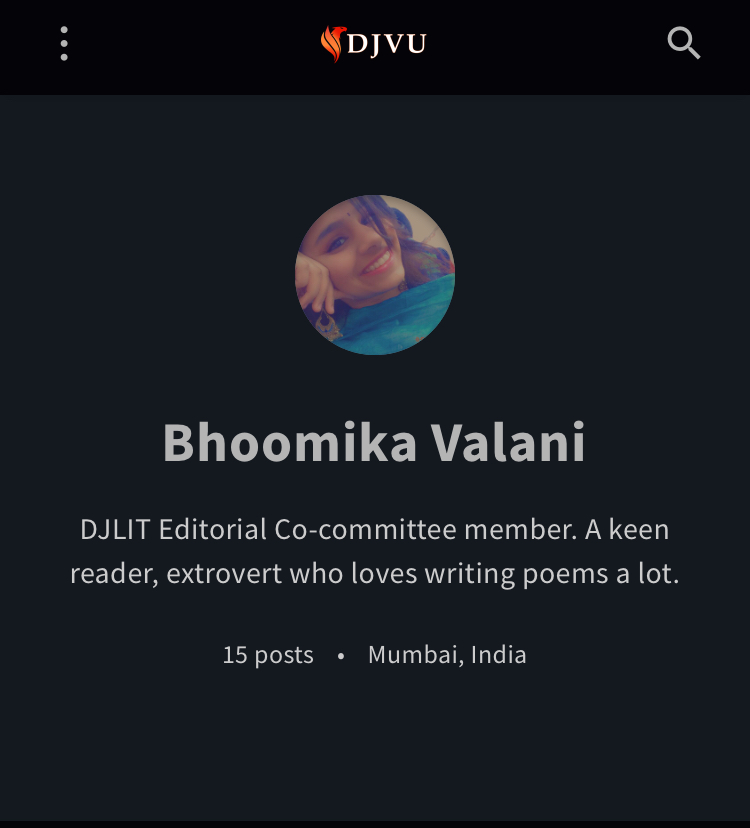 DJVU
Bhoomika Valani
DJLIT Editorial Co-committee member. A keen
reader, extrovert who loves writing poems a lot.
15 posts • Mumbai, India